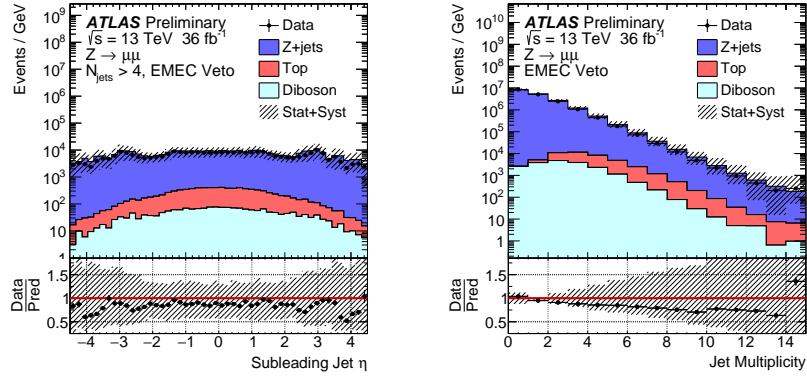 ATLAS Preliminary
√s = 13 TeV 36 fb⁻¹
Z → μμ
N_jets > 4, EMEC Veto
Data
Z+jets
Top
Diboson
Stat+Syst
Events / GeV
10⁹
10⁸
10⁷
10⁶
10⁵
10⁴
10³
10²
10
1
Data
Pred
1.5
1
0.5
−4 −3 −2 −1 0 1 2 3 4
Subleading Jet η
ATLAS Preliminary
√s = 13 TeV 36 fb⁻¹
Z → μμ
EMEC Veto
Data
Z+jets
Top
Diboson
Stat+Syst
Events / GeV
10¹⁰
10⁹
10⁸
10⁷
10⁶
10⁵
10⁴
10³
10²
10
1
Data
Pred
1.5
1
0.5
0 2 4 6 8 10 12 14
Jet Multiplicity